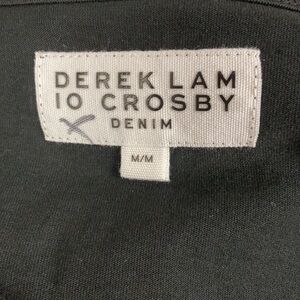 DEREK LAM
10 CROSBY
DENIM
M/M